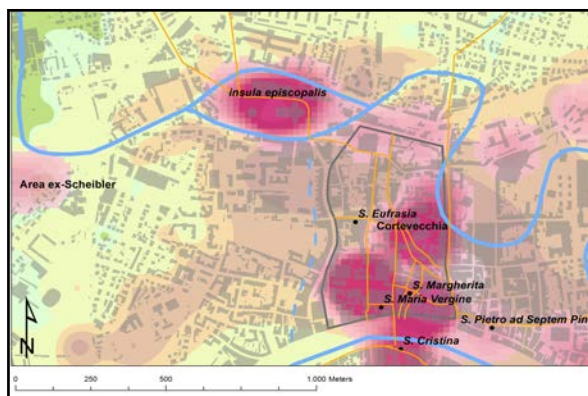 insula episcopalis
Area ex-Scheibler
S. Eufrasia
Cortevecchia
S. Margherita
S. Maria Vergine
S. Pietro ad Septem Pin
S. Cristina
N
0 250 500 1.000 Meters